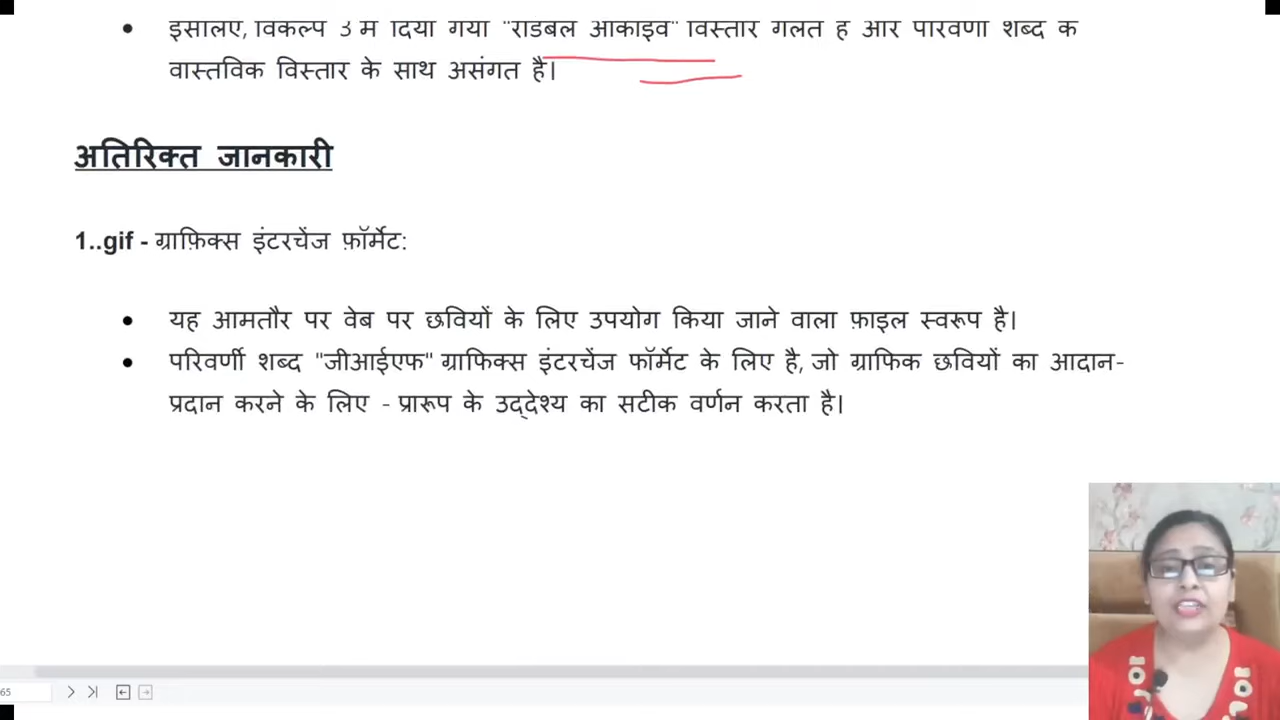 • इसलिए, विकल्प 3 में दिया गया "रीडेबल आर्काइव" विस्तार गलत है और परिवर्णी शब्द के
वास्तविक विस्तार के साथ असंगत है।
अतिरिक्त जानकारी
1..gif - ग्राफ़िक्स इंटरचेंज फ़ॉर्मेट:
• यह आमतौर पर वेब पर छवियों के लिए उपयोग किया जाने वाला फ़ाइल स्वरूप है।
• परिवर्णी शब्द "जीआईएफ" ग्राफिक्स इंटरचेंज फॉर्मेट के लिए है, जो ग्राफिक छवियों का आदान-
प्रदान करने के लिए - प्रारूप के उद्देश्य का सटीक वर्णन करता है।
65